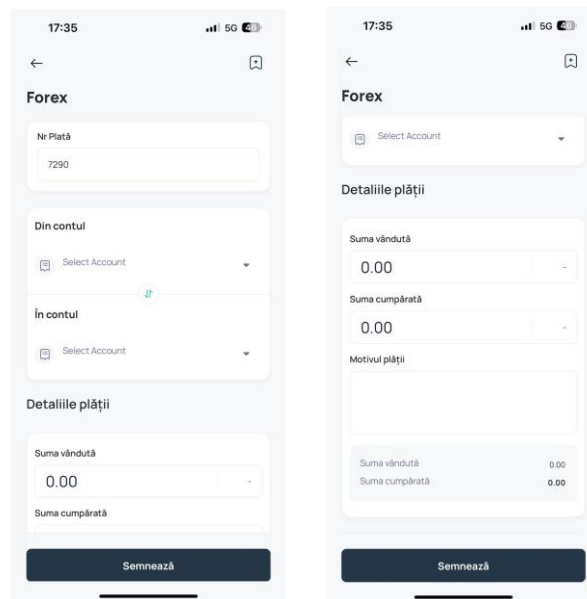 17:35
5G 46
Forex
Nr Plată
7290
Din contul
Select Account
În contul
Select Account
Detaliile plății
Suma vândută
0.00
-
Suma cumpărată
Semnează
17:35
5G 46
Forex
Select Account
Detaliile plății
Suma vândută
0.00
-
Suma cumpărată
0.00
-
Motivul plății
Suma vândută 0.00
Suma cumpărată 0.00
Semnează